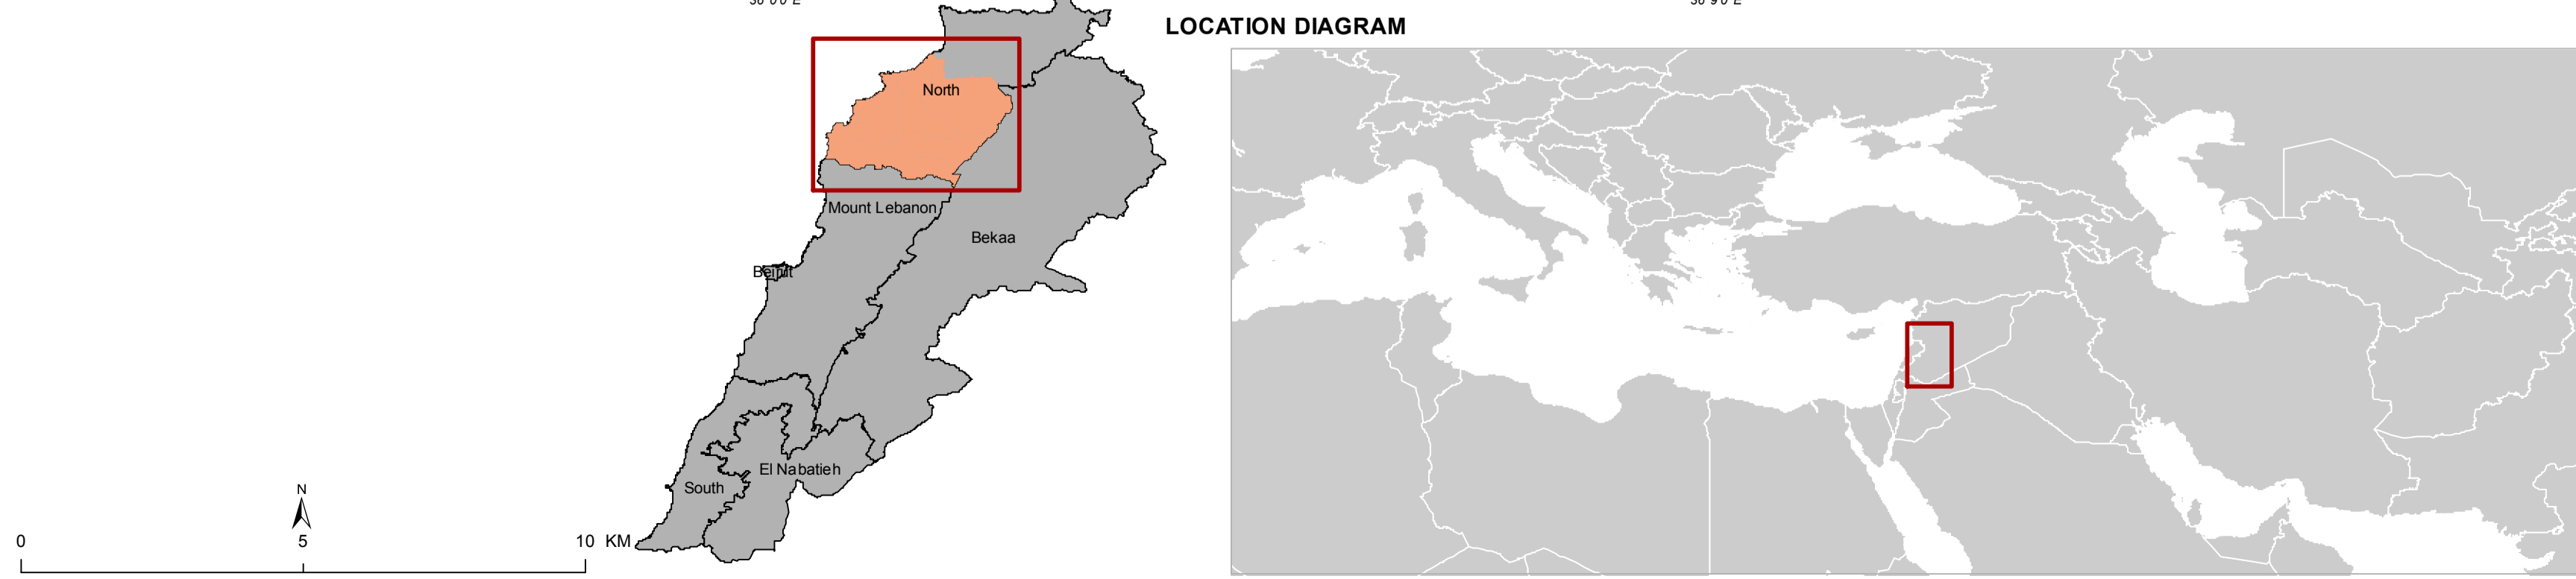 LOCATION DIAGRAM
North
Mount Lebanon
Bekaa
Beirut
El Nabatieh
South
N
0 5 10 KM